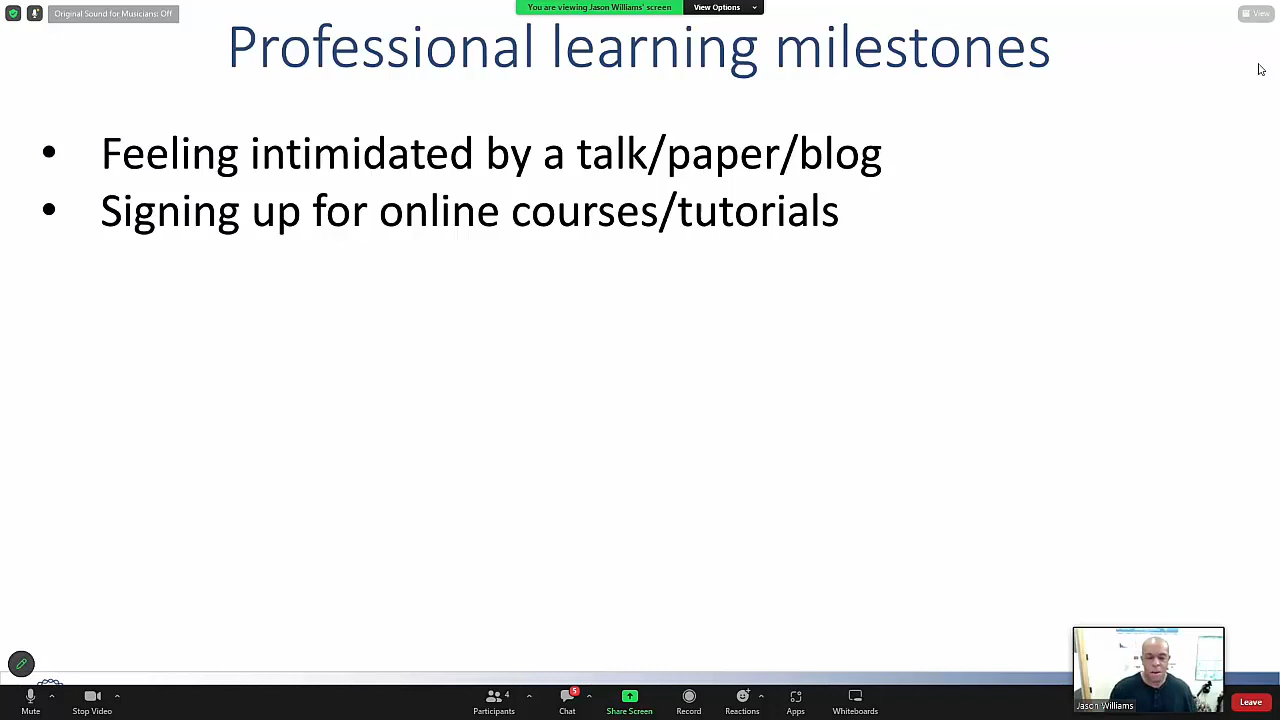 Original Sound for Musicians: Off
You are viewing Jason Williams' screen
View Options
View
Professional learning milestones
• Feeling intimidated by a talk/paper/blog
• Signing up for online courses/tutorials
Jason Williams
Mute
Stop Video
Participants
4
Chat
5
Share Screen
Record
Reactions
Apps
Whiteboards
Leave